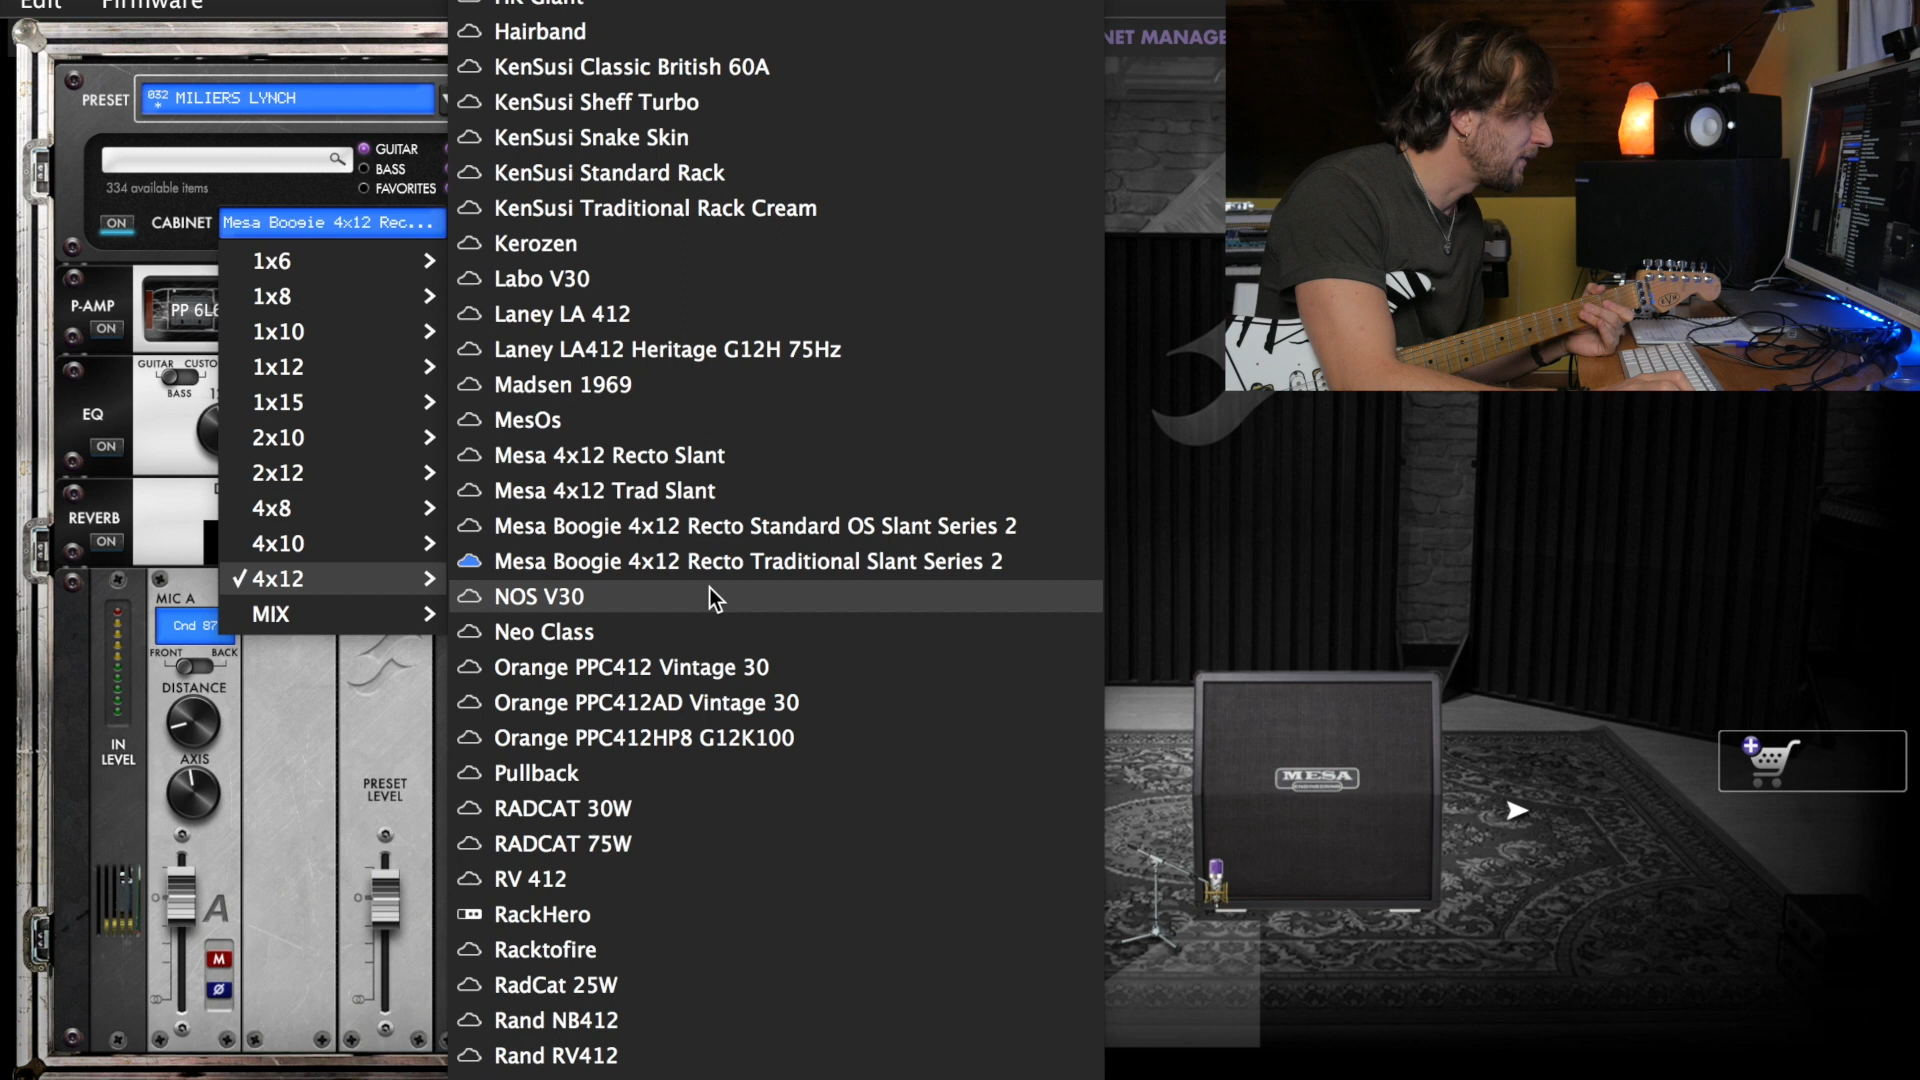 Edit Firmware
PRESET 032 * MILIERS LYNCH
GUITAR
BASS
FAVORITES
334 available items
ON CABINET Mesa Boogie 4x12 Rec...
1x6
1x8
1x10
1x12
1x15
2x10
2x12
4x8
4x10
4x12
MIX
P-AMP
ON
PP 6L6
GUITAR CUSTO
BASS
EQ
ON
REVERB
ON
MIC A
Cnd 87
FRONT BACK
DISTANCE
AXIS
IN
LEVEL
PRESET
LEVEL
A
M
Ø
HK Giant
Hairband
KenSusi Classic British 60A
KenSusi Sheff Turbo
KenSusi Snake Skin
KenSusi Standard Rack
KenSusi Traditional Rack Cream
Kerozen
Labo V30
Laney LA 412
Laney LA412 Heritage G12H 75Hz
Madsen 1969
MesOs
Mesa 4x12 Recto Slant
Mesa 4x12 Trad Slant
Mesa Boogie 4x12 Recto Standard OS Slant Series 2
Mesa Boogie 4x12 Recto Traditional Slant Series 2
NOS V30
Neo Class
Orange PPC412 Vintage 30
Orange PPC412AD Vintage 30
Orange PPC412HP8 G12K100
Pullback
RADCAT 30W
RADCAT 75W
RV 412
RackHero
Racktofire
RadCat 25W
Rand NB412
Rand RV412
NET MANAGE
MESA